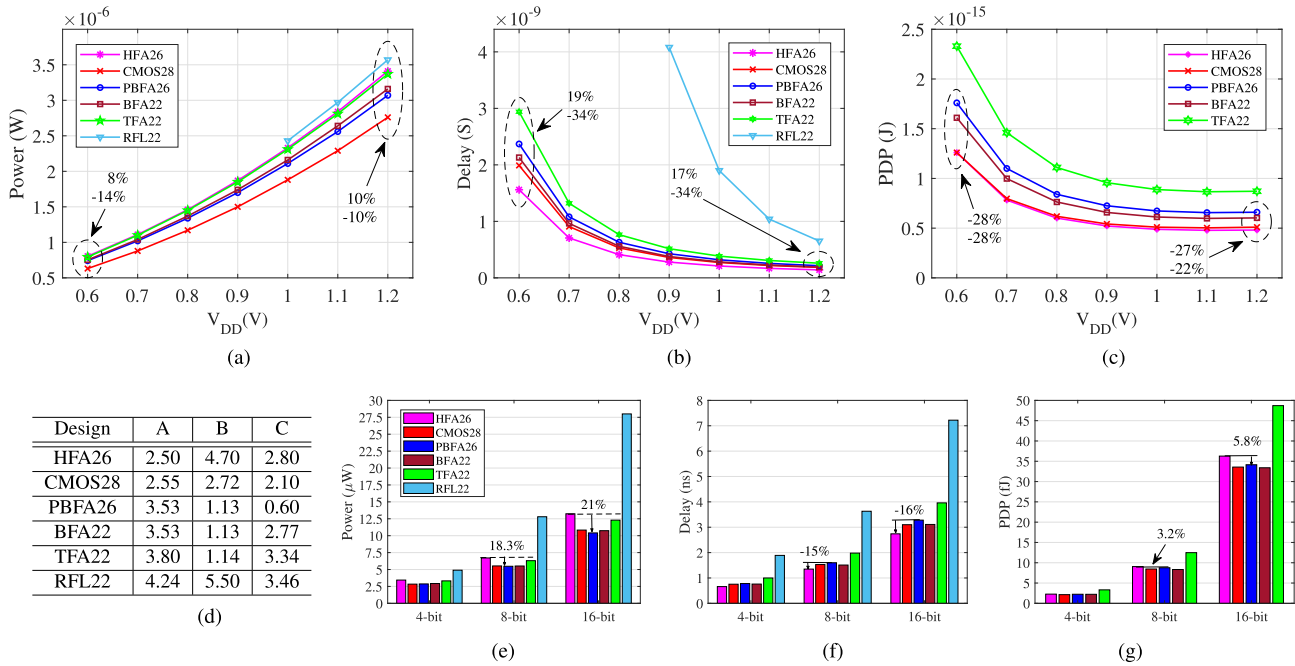 ×10^-6
3.5
3
2.5
2
1.5
1
0.5
Power (W)
HFA26
CMOS28
PBFA26
BFA22
TFA22
RFL22
8%
-14%
10%
-10%
0.6 0.7 0.8 0.9 1 1.1 1.2
V_DD(V)
(a)
×10^-9
4
3
2
1
0
Delay (S)
HFA26
CMOS28
PBFA26
BFA22
TFA22
RFL22
19%
-34%
17%
-34%
0.6 0.7 0.8 0.9 1 1.1 1.2
V_DD(V)
(b)
×10^-15
2.5
2
1.5
1
0.5
0
PDP (J)
HFA26
CMOS28
PBFA26
BFA22
TFA22
-28%
-28%
-27%
-22%
0.6 0.7 0.8 0.9 1 1.1 1.2
V_DD(V)
(c)
Design A B C
HFA26 2.50 4.70 2.80
CMOS28 2.55 2.72 2.10
PBFA26 3.53 1.13 0.60
BFA22 3.53 1.13 2.77
TFA22 3.80 1.14 3.34
RFL22 4.24 5.50 3.46
(d)
30
27.5
25
22.5
20
17.5
15
12.5
10
7.5
5
2.5
0
Power (μW)
HFA26
CMOS28
PBFA26
BFA22
TFA22
RFL22
18.3%
21%
4-bit 8-bit 16-bit
(e)
8
7
6
5
4
3
2
1
0
Delay (ns)
-15%
-16%
4-bit 8-bit 16-bit
(f)
50
45
40
35
30
25
20
15
10
5
0
PDP (fJ)
3.2%
5.8%
4-bit 8-bit 16-bit
(g)